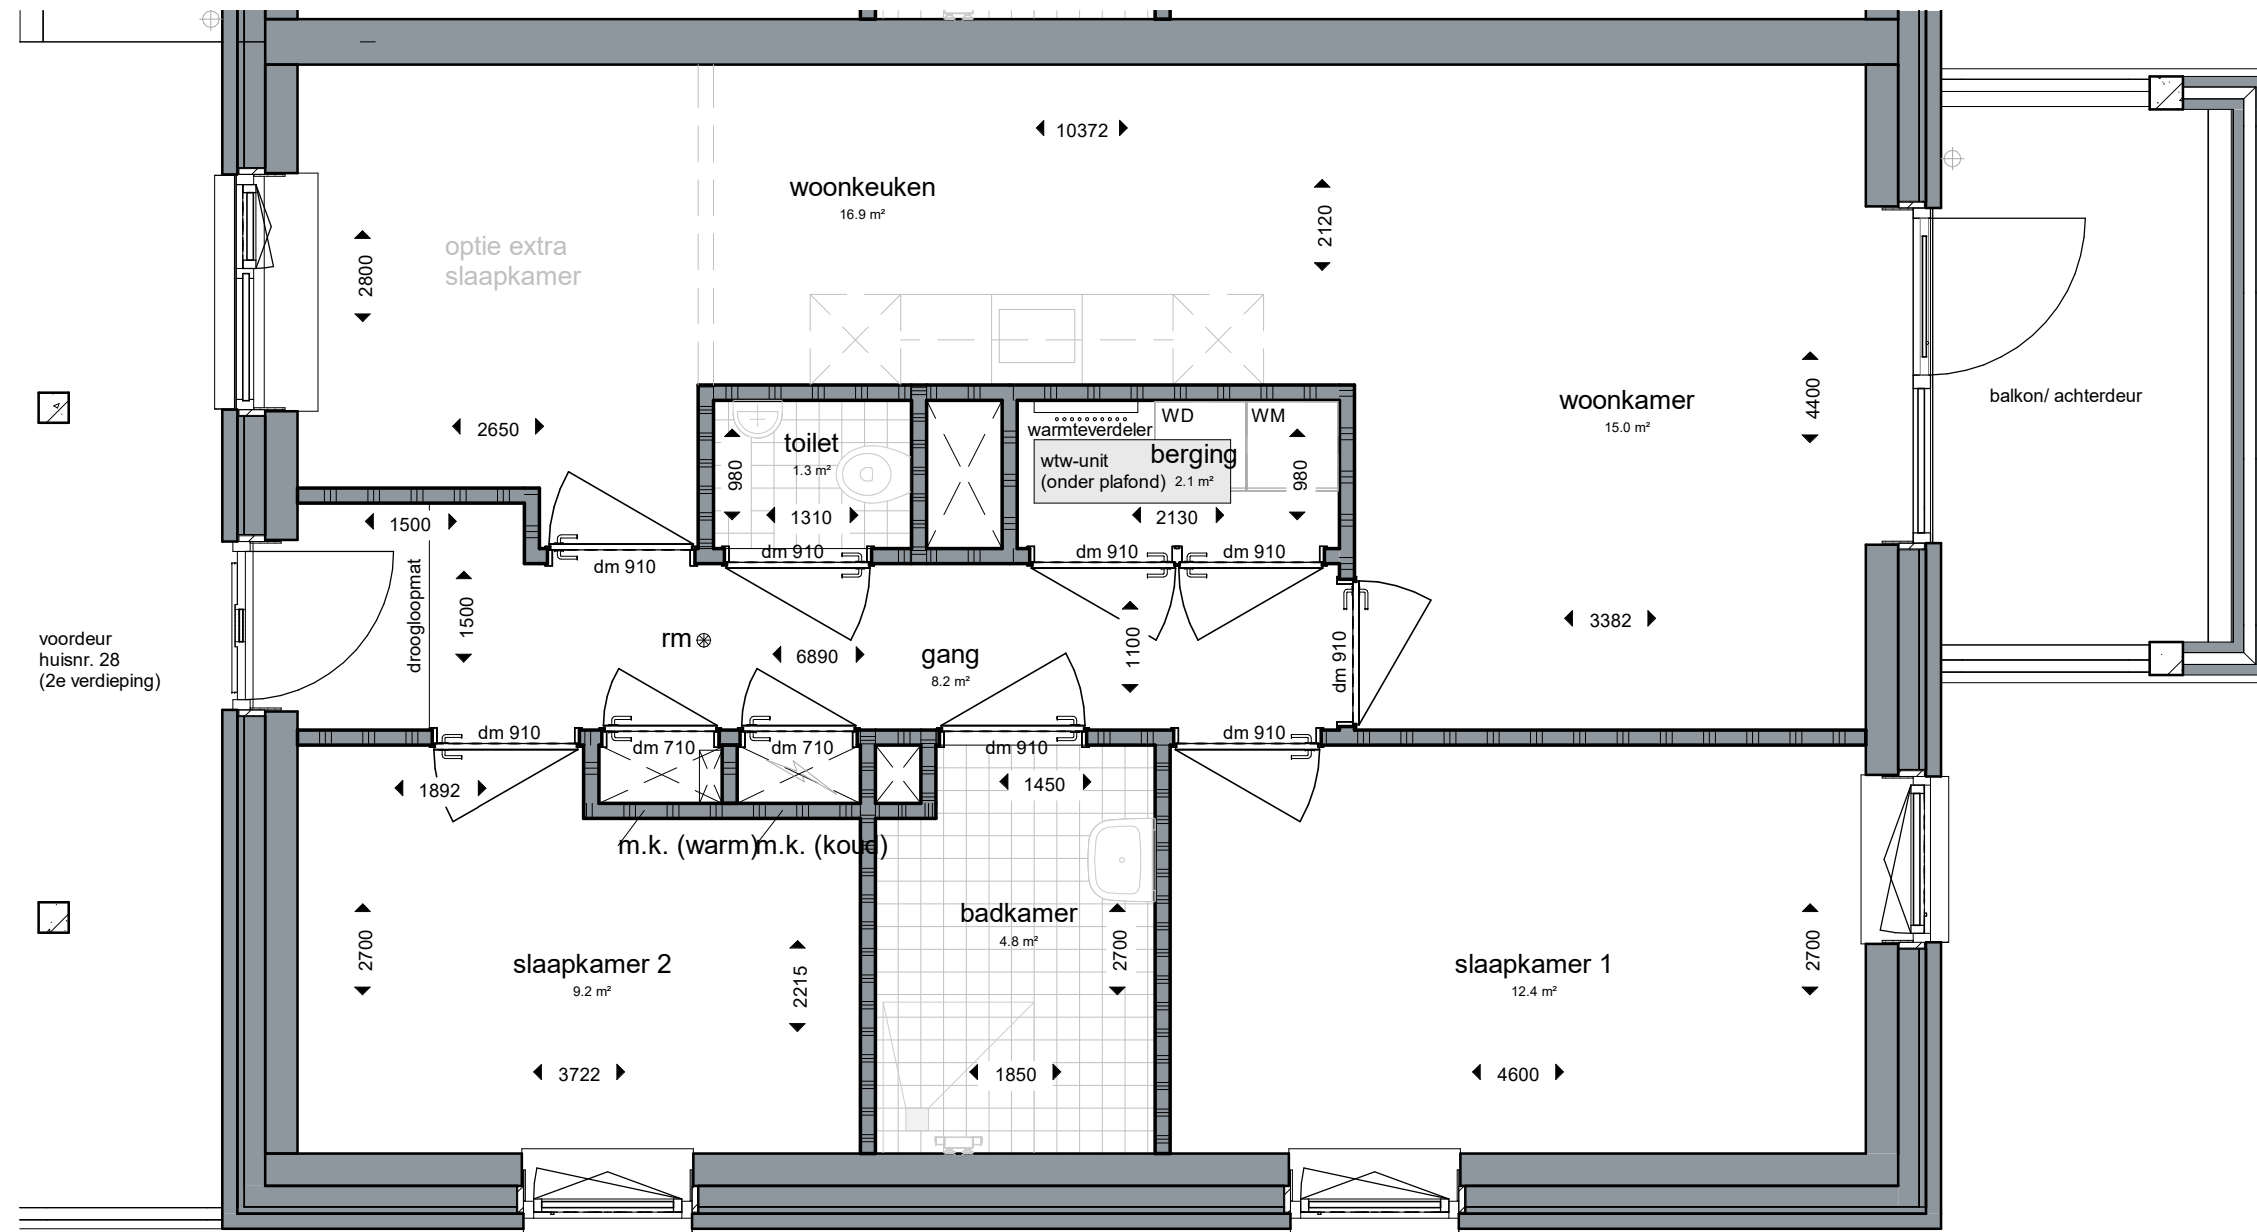 10372
woonkeuken
16.9 m²
2120
optie extra
slaapkamer
2800
2650
woonkamer
15.0 m²
4400
balkon/ achterdeur
WD
WM
warmteverdeler
toilet
1.3 m²
980
1310
wtw-unit
(onder plafond)
berging
2.1 m²
980
2130
1500
droogloopmat
1500
dm 910
dm 910
dm 910
dm 910
voordeur
huisnr. 28
(2e verdieping)
rm
6890
gang
8.2 m²
1100
dm 910
3382
dm 910
dm 710
dm 710
dm 910
dm 910
1892
1450
m.k. (warm)
m.k. (koud)
2700
slaapkamer 2
9.2 m²
2215
3722
badkamer
4.8 m²
2700
1850
slaapkamer 1
12.4 m²
2700
4600